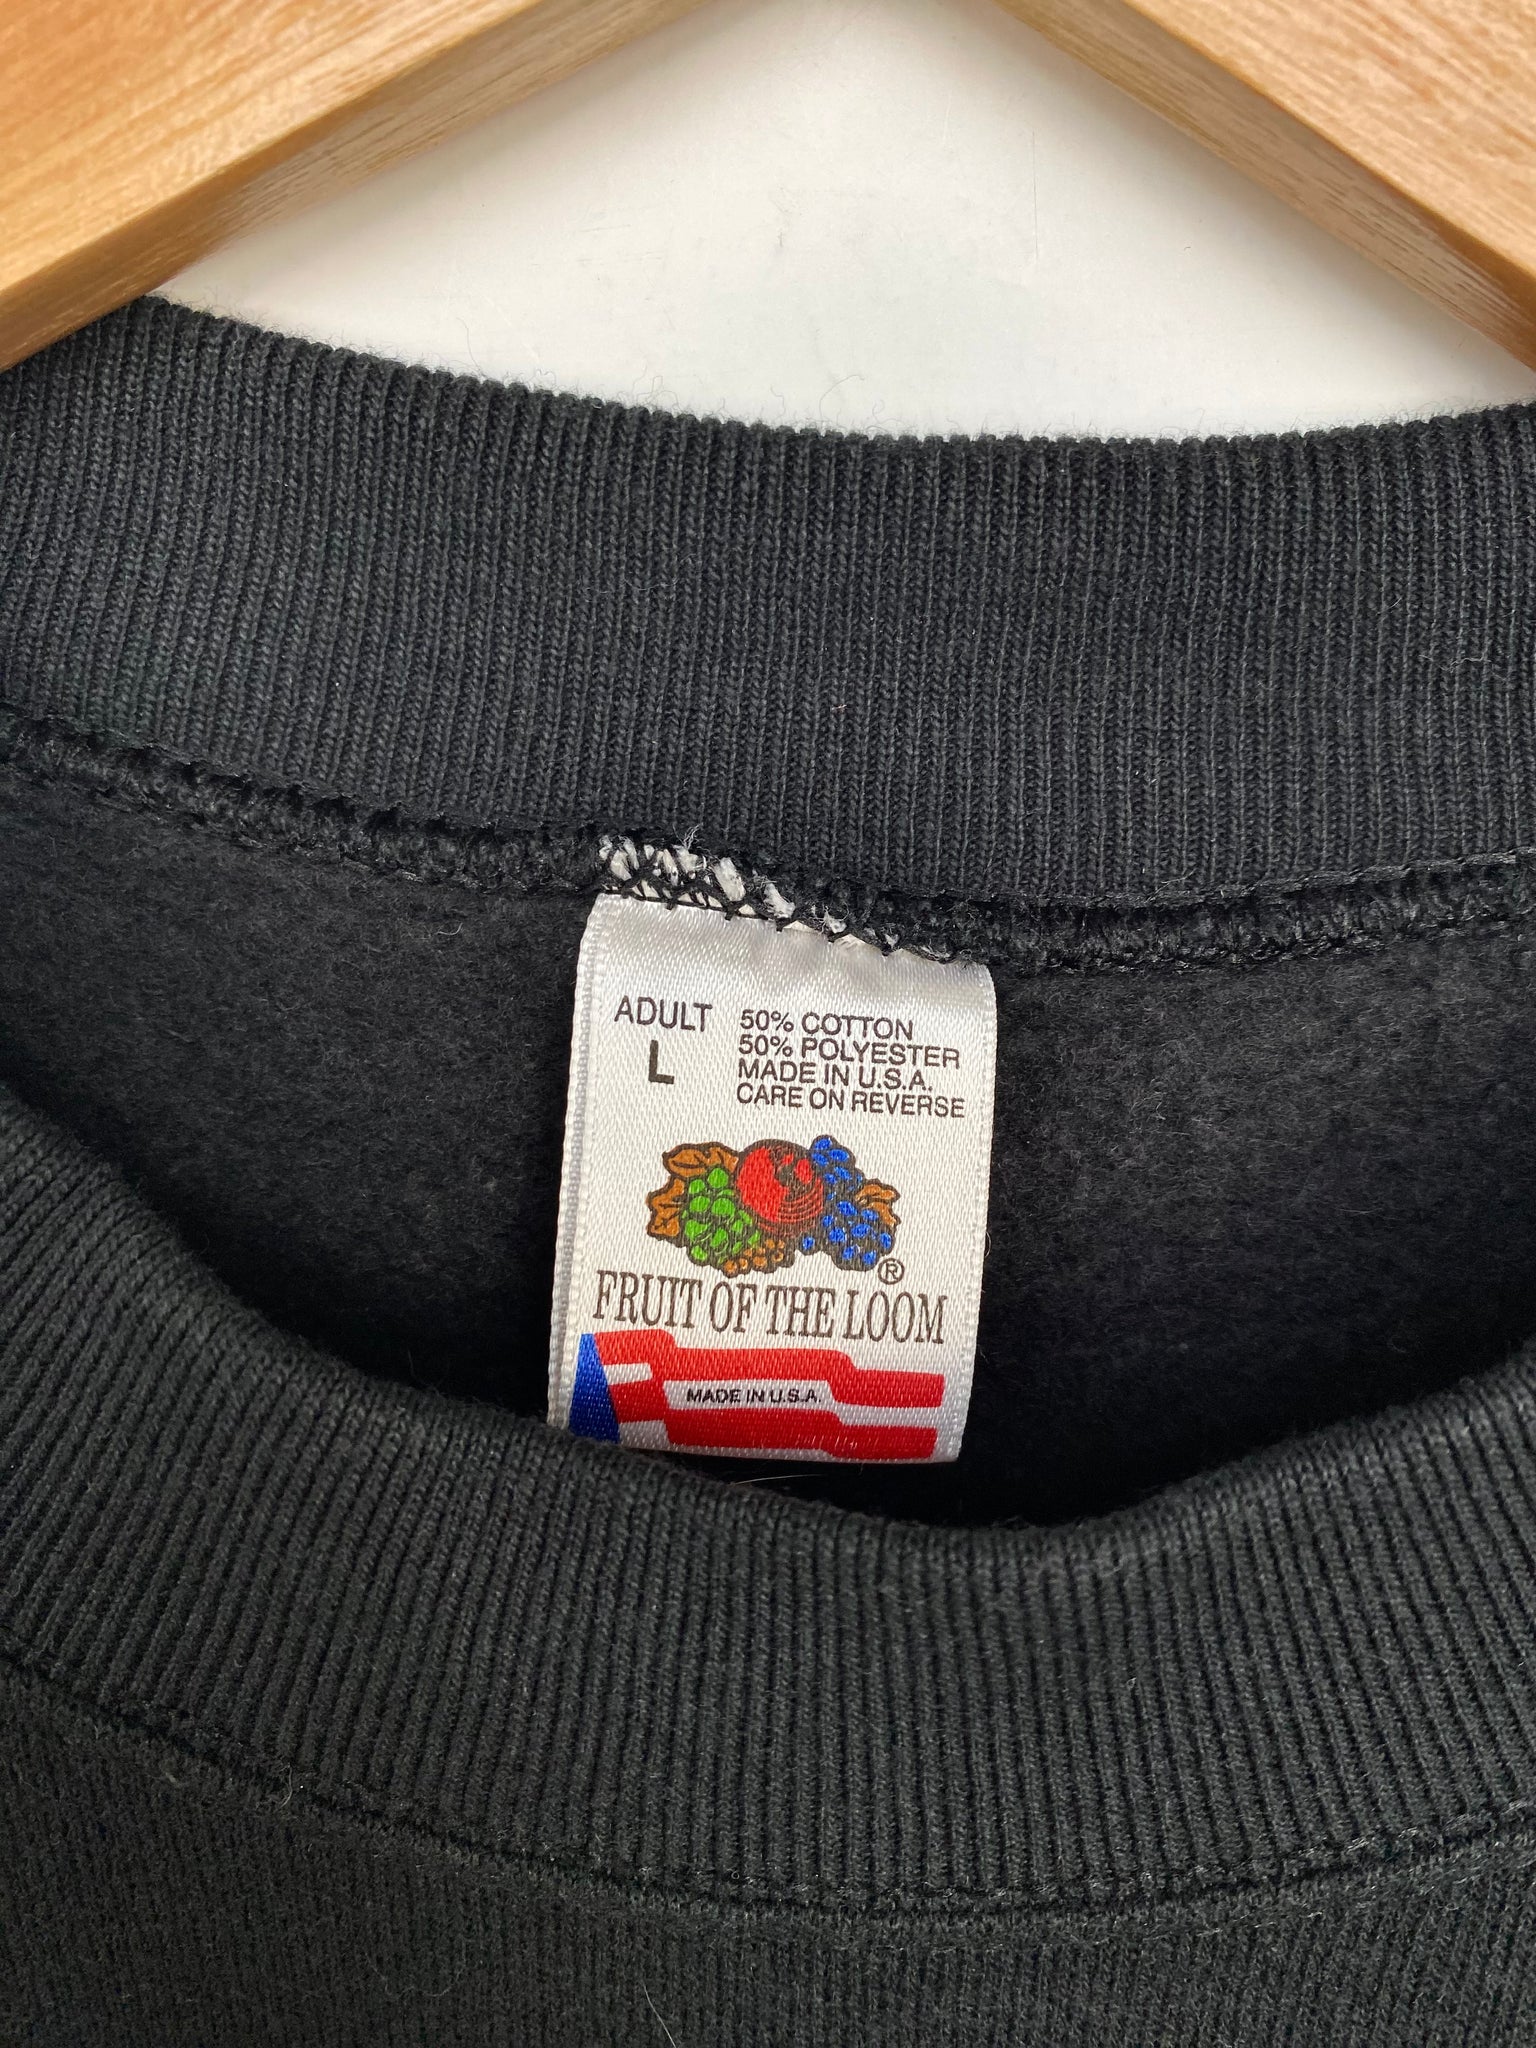 ADULT
L
50% COTTON
50% POLYESTER
MADE IN U.S.A.
CARE ON REVERSE
®
FRUIT OF THE LOOM
MADE IN U.S.A.